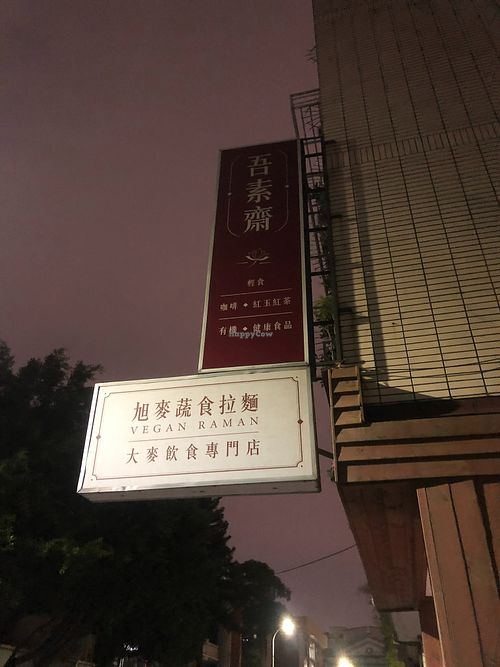 吾素齋
輕食
咖啡 ◆ 紅玉紅茶
有機 ◆ 健康食品
HappyCow
旭麥蔬食拉麵
VEGAN RAMAN
大麥飲食專門店